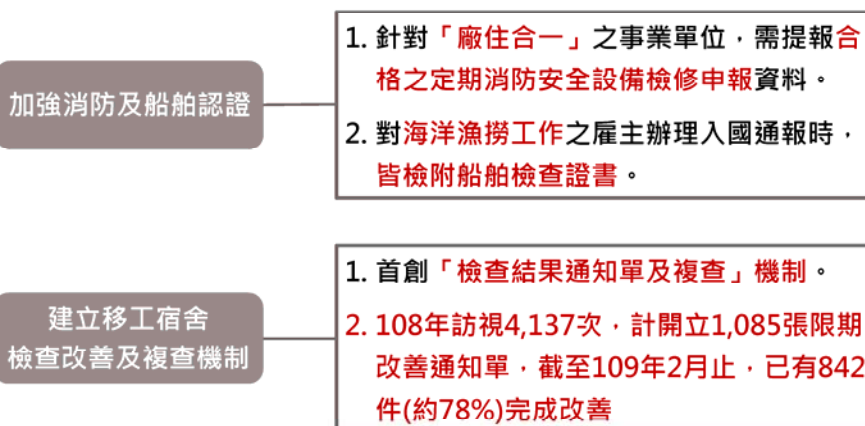 加強消防及船舶認證
1. 針對「廠住合一」之事業單位，需提報合
格之定期消防安全設備檢修申報資料。
2. 對海洋漁撈工作之雇主辦理入國通報時，
皆檢附船舶檢查證書。
建立移工宿舍
檢查改善及複查機制
1. 首創「檢查結果通知單及複查」機制。
2. 108年訪視4,137次，計開立1,085張限期
改善通知單，截至109年2月止，已有842
件(約78%)完成改善